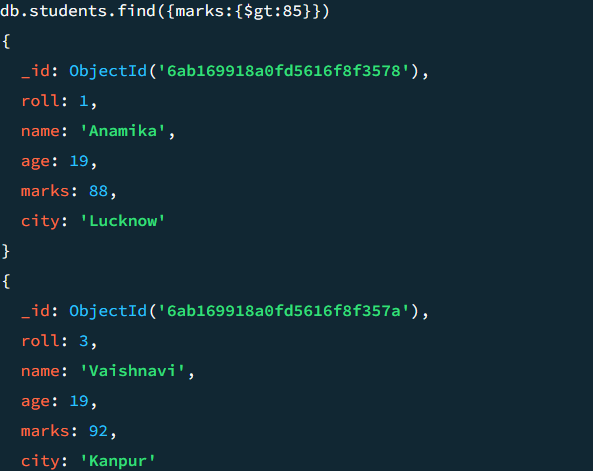 db.students.find({marks:{$gt:85}})
{
  _id: ObjectId('6ab169918a0fd5616f8f3578'),
  roll: 1,
  name: 'Anamika',
  age: 19,
  marks: 88,
  city: 'Lucknow'
}
{
  _id: ObjectId('6ab169918a0fd5616f8f357a'),
  roll: 3,
  name: 'Vaishnavi',
  age: 19,
  marks: 92,
  city: 'Kanpur'